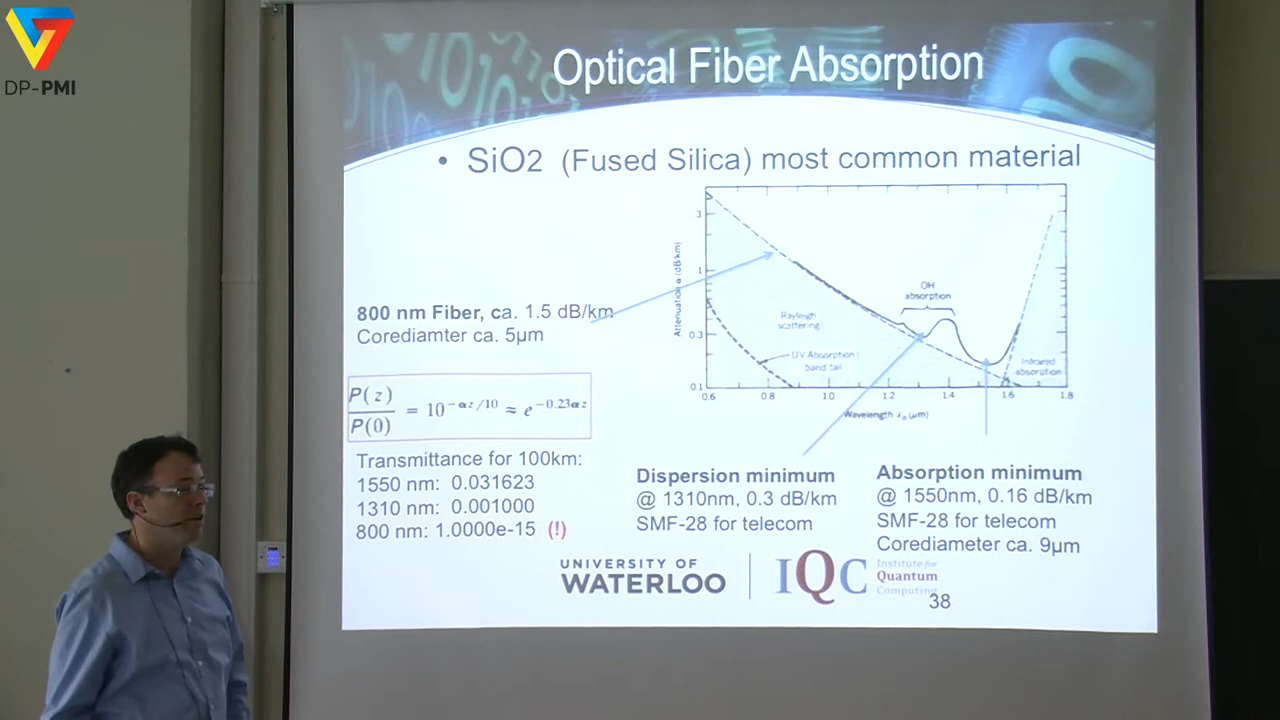 DP-PMI
Optical Fiber Absorption
• SiO2 (Fused Silica) most common material
800 nm Fiber, ca. 1.5 dB/km
Corediamter ca. 5µm
P(z)/P(0) = 10^-αz/10 ≈ e^-0.23αz
Transmittance for 100km:
1550 nm: 0.031623
1310 nm: 0.001000
800 nm: 1.0000e-15 (!)
Attenuation α (dB/km)
3
1
0.3
0.1
OH
absorption
Rayleigh
scattering
UV Absorption
band tail
Infrared
absorption
0.6 0.8 1.0 1.2 1.4 1.6 1.8
Wavelength λo (µm)
Dispersion minimum
@ 1310nm, 0.3 dB/km
SMF-28 for telecom
Absorption minimum
@ 1550nm, 0.16 dB/km
SMF-28 for telecom
Corediameter ca. 9µm
UNIVERSITY OF
WATERLOO
IQC
Institute for
Quantum
Computing
38